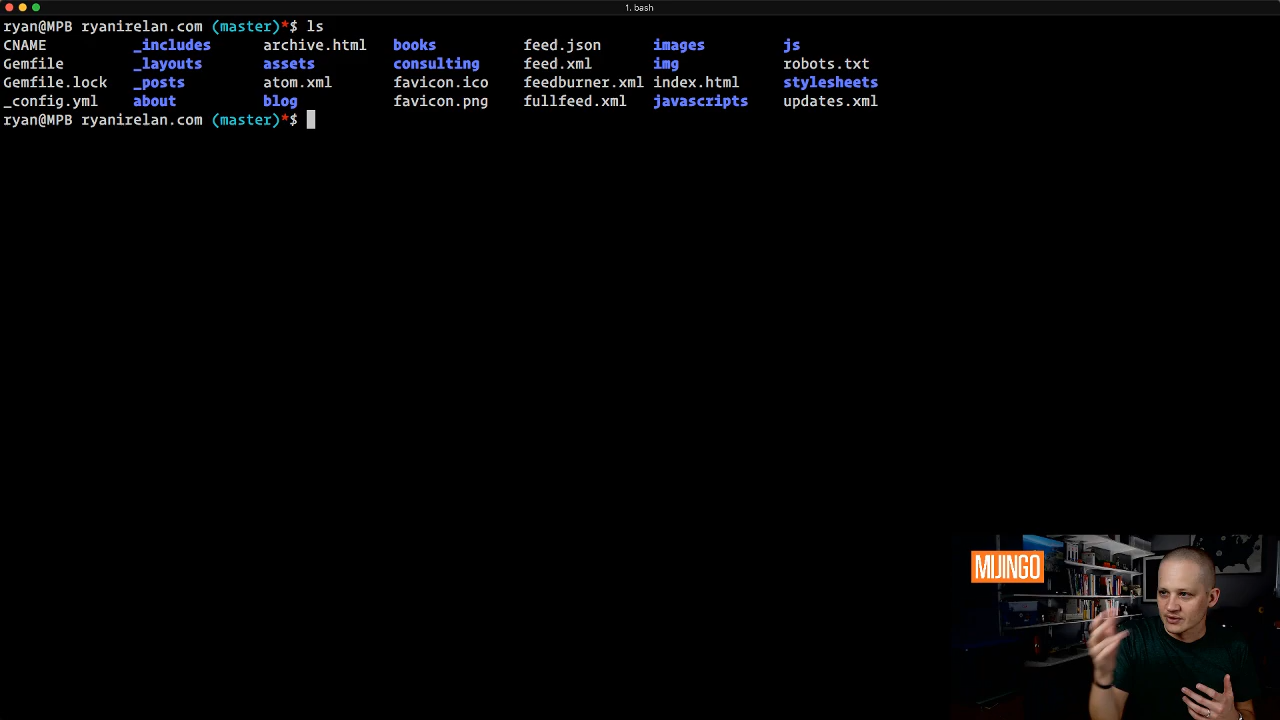 1. bash
ryan@MPB ryanirelan.com (master)*$ ls
CNAME _includes archive.html books feed.json images js
Gemfile _layouts assets consulting feed.xml img robots.txt
Gemfile.lock _posts atom.xml favicon.ico feedburner.xml index.html stylesheets
_config.yml about blog favicon.png fullfeed.xml javascripts updates.xml
ryan@MPB ryanirelan.com (master)*$
MIJINGO